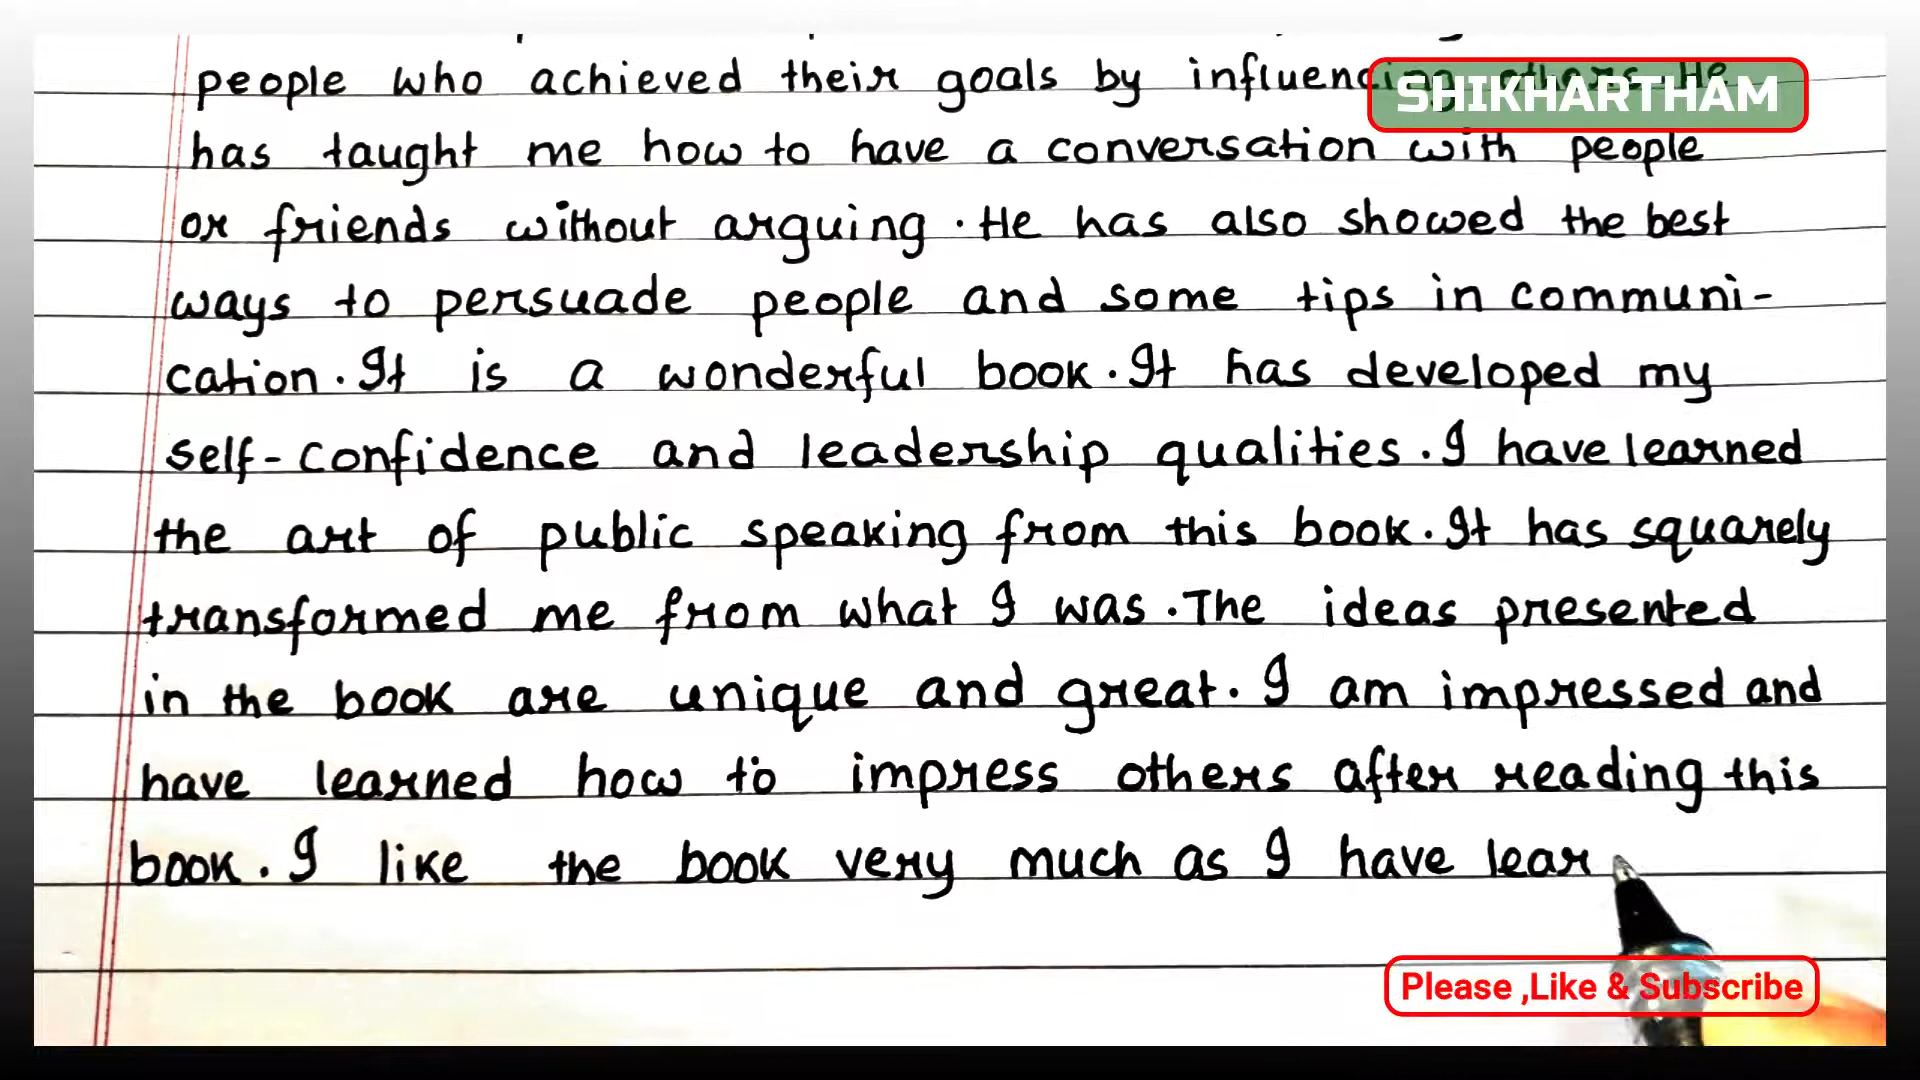 people who achieved their goals by influencing others. He
SHIKHARTHAM
has taught me how to have a conversation with people
or friends without arguing. He has also showed the best
ways to persuade people and some tips in communi-
cation. It is a wonderful book. It has developed my
self-confidence and leadership qualities. I have learned
the art of public speaking from this book. It has squarely
transformed me from what I was. The ideas presented
in the book are unique and great. I am impressed and
have learned how to impress others after reading this
book. I like the book very much as I have lear
Please ,Like & Subscribe